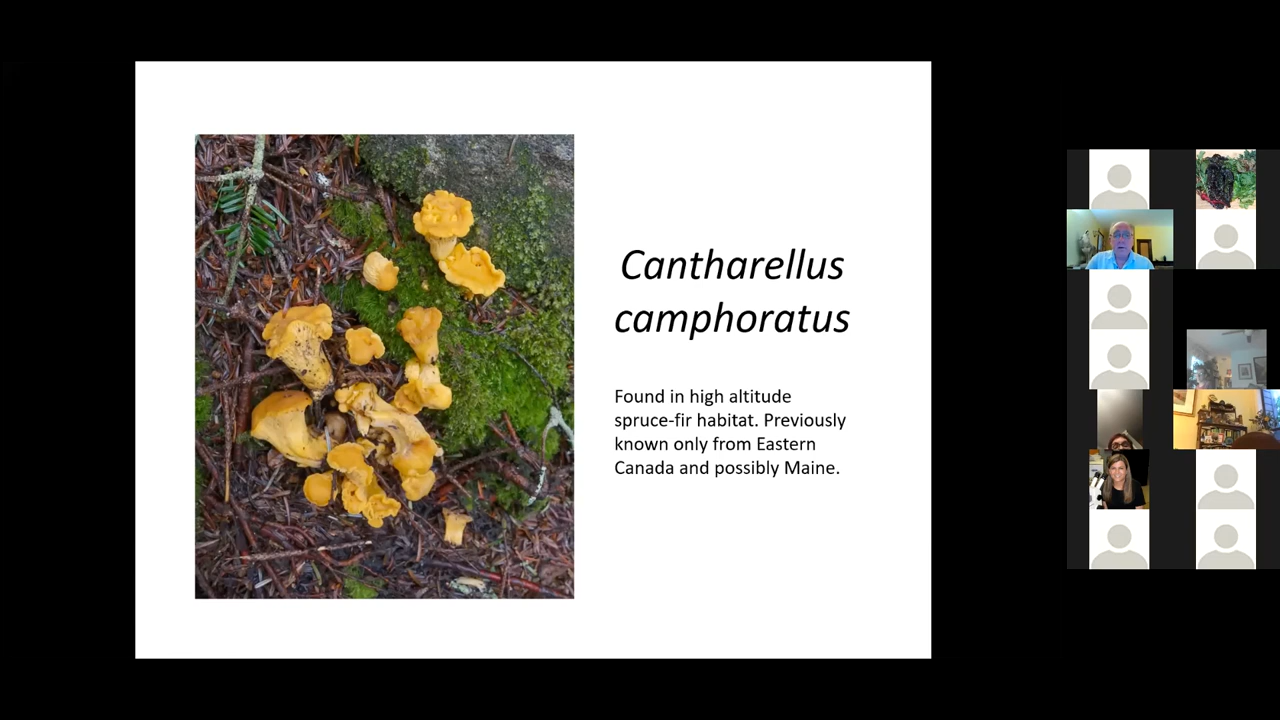 Cantharellus
camphoratus
Found in high altitude
spruce-fir habitat. Previously
known only from Eastern
Canada and possibly Maine.